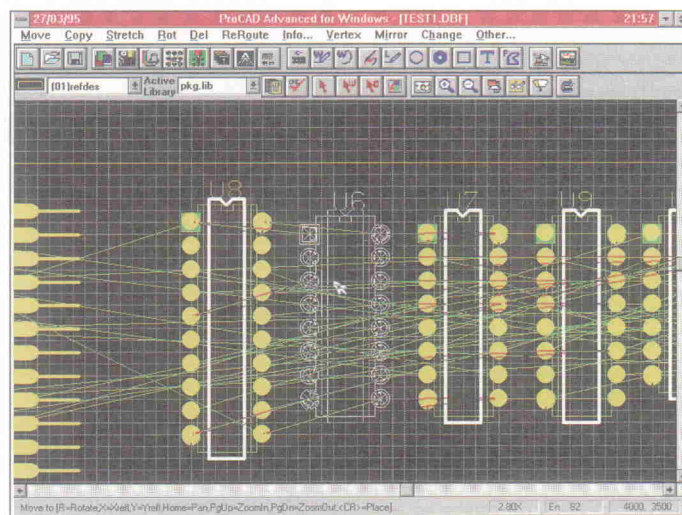 27/03/95 ProCAD Advanced for Windows - [TEST1.DBF] 21:57
Move Copy Stretch Rot Del ReRoute Info... Vertex Mirror Change Other...
(01)refdes Active Library pkg.lib
U8 U6 U7 U9
Move to [R=Rotate,X=Xrefl,Y=Yrefl,Home=Pan,PgUp=ZoomIn,PgDn=ZoomOut,<CR>=Place] 2.80X En 82 4000, 3500